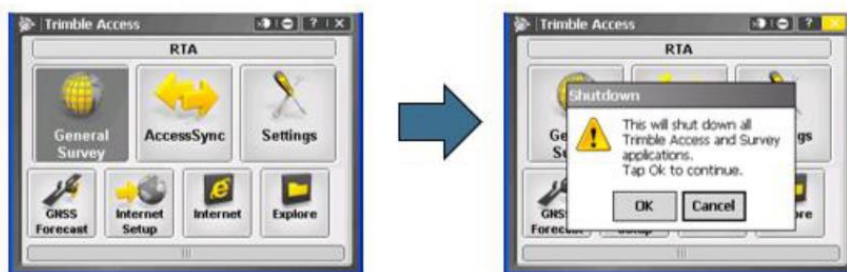 Trimble Access
? X
RTA
General
Survey
AccessSync
Settings
GNSS
Forecast
Internet
Setup
Internet
Explore
Trimble Access
?
RTA
Shutdown
This will shut down all
Trimble Access and Survey
applications.
Tap Ok to continue.
OK
Cancel